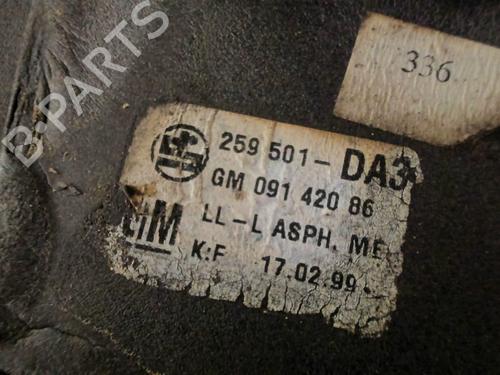 B-PARTS
336
259 501- DA3
GM 091 420 86
GM LL-L ASPH. ME
K:F 17.02.99